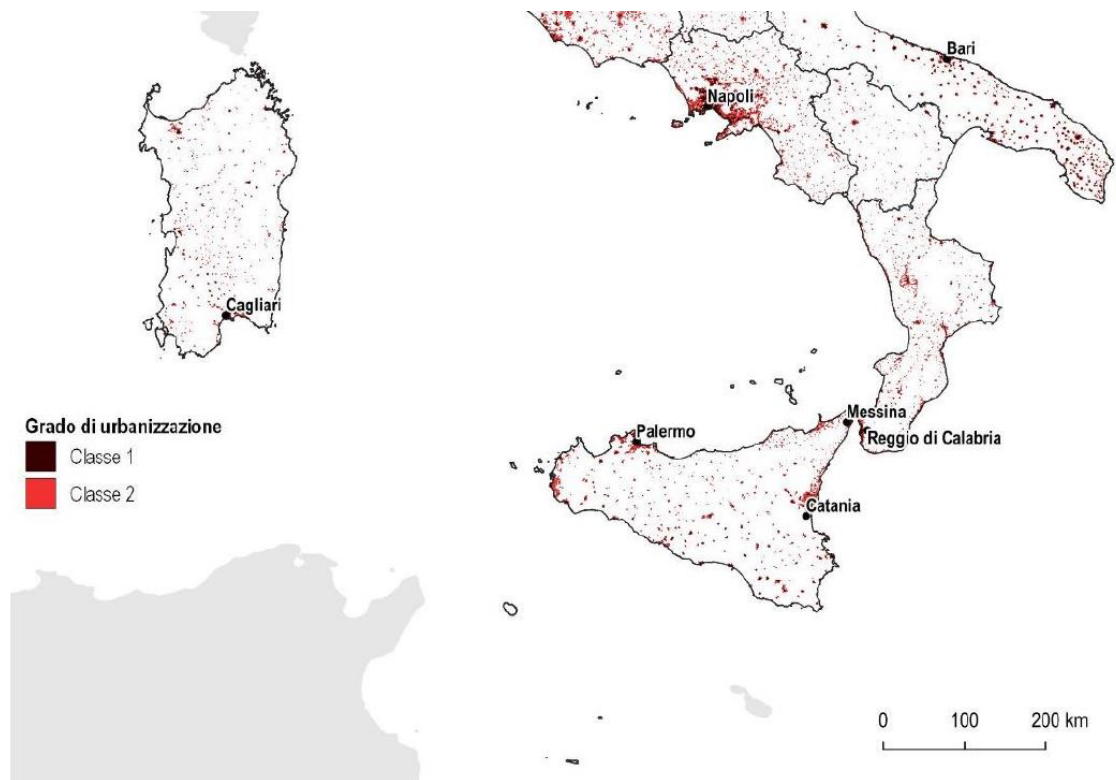 Bari
Napoli
Cagliari
Messina
Grado di urbanizzazione
Palermo
Reggio di Calabria
Classe 1
Classe 2
Catania
0 100 200 km